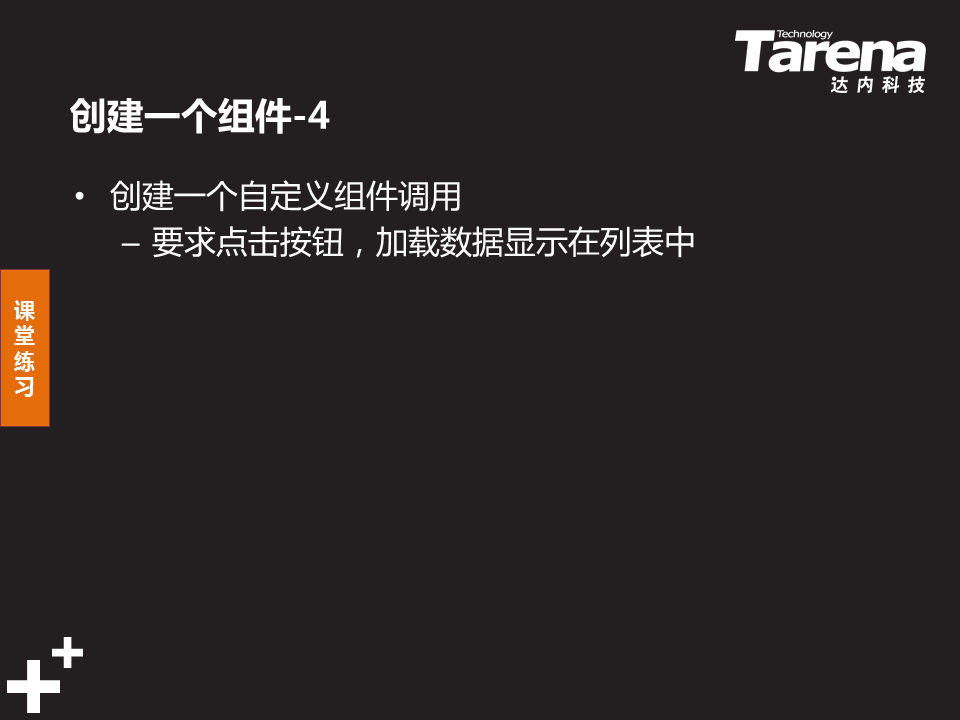 Technology
Tarena
达内科技
创建一个组件-4
• 创建一个自定义组件调用
– 要求点击按钮，加载数据显示在列表中
课
堂
练
习